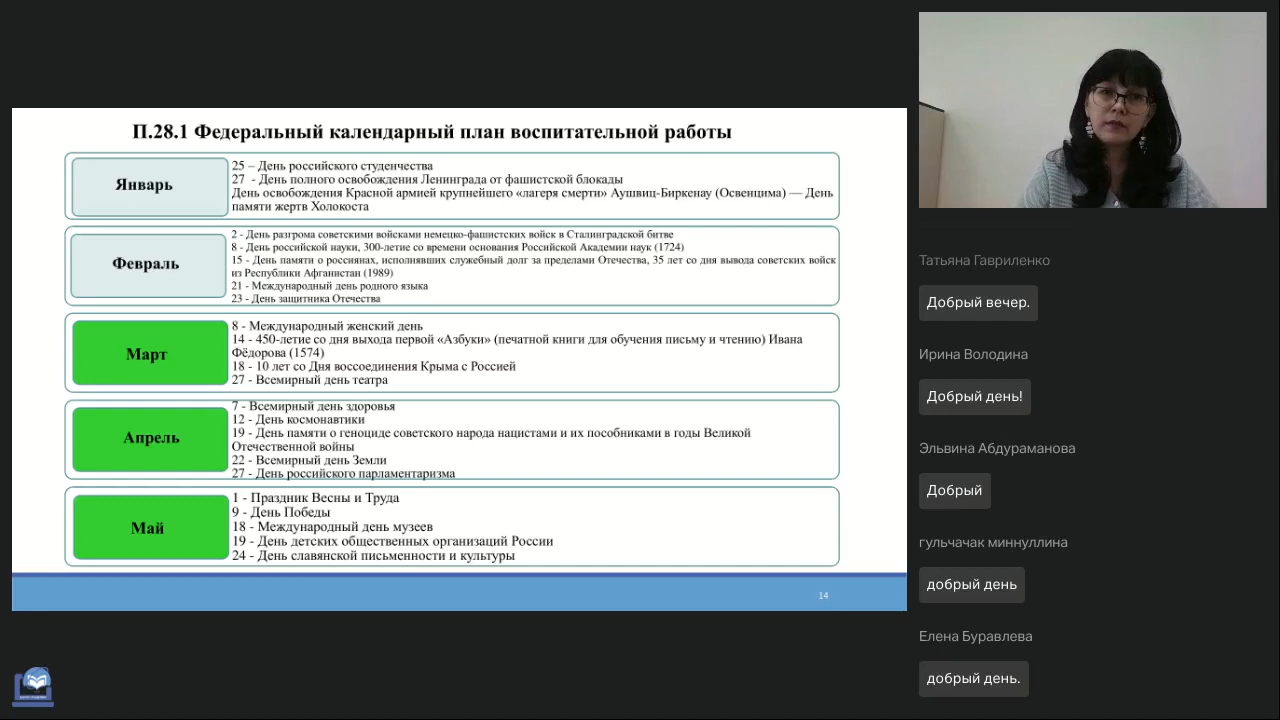 П.28.1 Федеральный календарный план воспитательной работы
Январь
25 – День российского студенчества
27 - День полного освобождения Ленинграда от фашистской блокады
День освобождения Красной армией крупнейшего «лагеря смерти» Аушвиц-Биркенау (Освенцима) — День
памяти жертв Холокоста
Февраль
2 - День разгрома советскими войсками немецко-фашистских войск в Сталинградской битве
8 - День российской науки, 300-летие со времени основания Российской Академии наук (1724)
15 - День памяти о россиянах, исполнявших служебный долг за пределами Отечества, 35 лет со дня вывода советских войск
из Республики Афганистан (1989)
21 - Международный день родного языка
23 - День защитника Отечества
Март
8 - Международный женский день
14 - 450-летие со дня выхода первой «Азбуки» (печатной книги для обучения письму и чтению) Ивана
Фёдорова (1574)
18 - 10 лет со Дня воссоединения Крыма с Россией
27 - Всемирный день театра
Апрель
7 - Всемирный день здоровья
12 - День космонавтики
19 - День памяти о геноциде советского народа нацистами и их пособниками в годы Великой
Отечественной войны
22 - Всемирный день Земли
27 - День российского парламентаризма
Май
1 - Праздник Весны и Труда
9 - День Победы
18 - Международный день музеев
19 - День детских общественных организаций России
24 - День славянской письменности и культуры
14
Татьяна Гавриленко
Добрый вечер.
Ирина Володина
Добрый день!
Эльвина Абдураманова
Добрый
гульчачак миннуллина
добрый день
Елена Буравлева
добрый день.